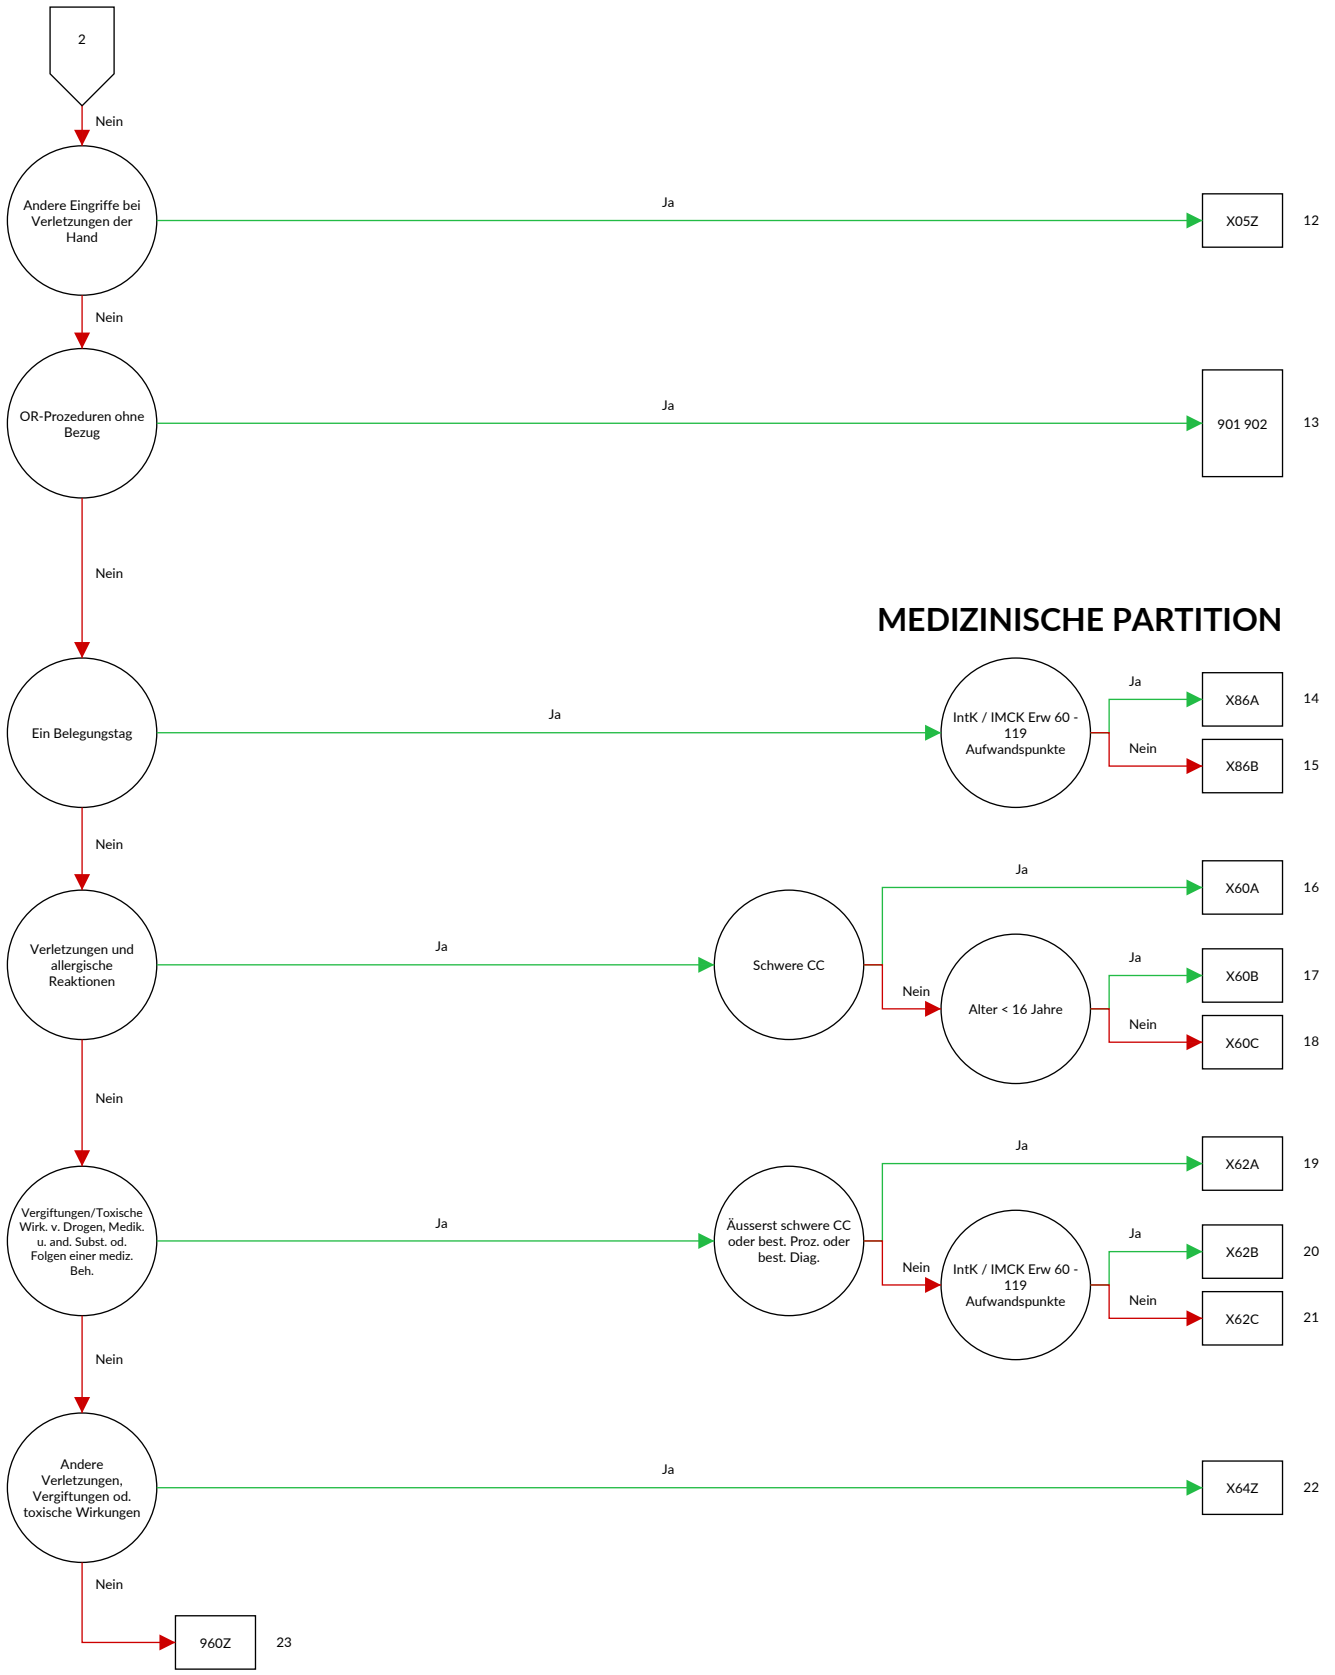 2
Nein
Andere Eingriffe bei
Verletzungen der
Hand
Ja
X05Z
12
Nein
OR-Prozeduren ohne
Bezug
Ja
901 902
13
Nein
MEDIZINISCHE PARTITION
Ein Belegungstag
Ja
IntK / IMCK Erw 60 -
119
Aufwandspunkte
Ja
X86A
14
Nein
X86B
15
Nein
Verletzungen und
allergische
Reaktionen
Ja
Schwere CC
Ja
X60A
16
Nein
Alter < 16 Jahre
Ja
X60B
17
Nein
X60C
18
Nein
Vergiftungen/Toxische
Wirk. v. Drogen, Medik.
u. and. Subst. od.
Folgen einer mediz.
Beh.
Ja
Äusserst schwere CC
oder best. Proz. oder
best. Diag.
Ja
X62A
19
Nein
IntK / IMCK Erw 60 -
119
Aufwandspunkte
Ja
X62B
20
Nein
X62C
21
Nein
Andere
Verletzungen,
Vergiftungen od.
toxische Wirkungen
Ja
X64Z
22
Nein
960Z
23